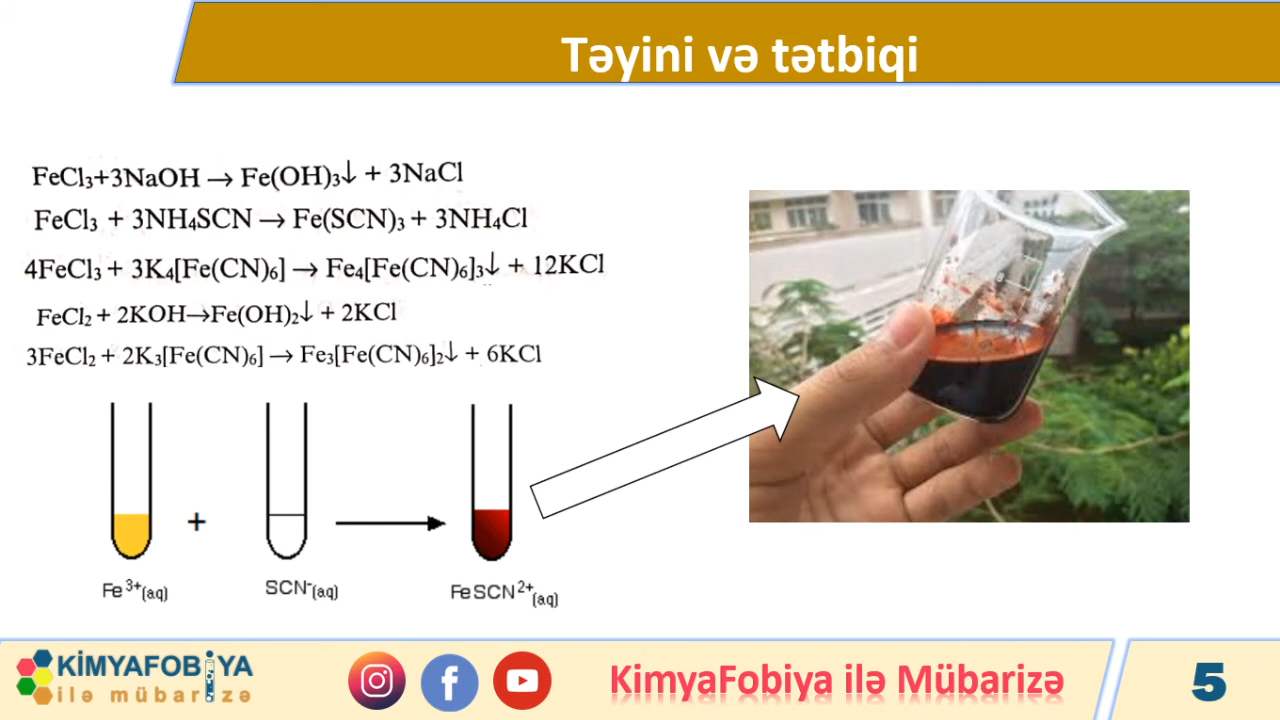 Təyini və tətbiqi
FeCl₃+3NaOH → Fe(OH)₃↓ + 3NaCl
FeCl₃ + 3NH₄SCN → Fe(SCN)₃ + 3NH₄Cl
4FeCl₃ + 3K₄[Fe(CN)₆] → Fe₄[Fe(CN)₆]₃↓ + 12KCl
FeCl₂ + 2KOH→Fe(OH)₂↓ + 2KCl
3FeCl₂ + 2K₃[Fe(CN)₆] → Fe₃[Fe(CN)₆]₂↓ + 6KCl
+
Fe³⁺(aq) SCN⁻(aq) FeSCN²⁺(aq)
KİMYAFOBİYA
ilə mübarizə
KimyaFobiya ilə Mübarizə
5